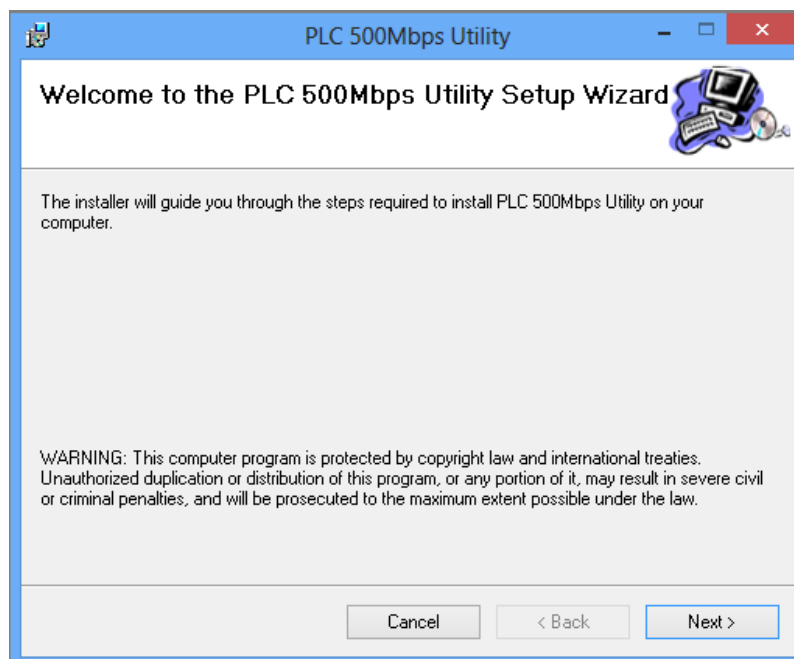 PLC 500Mbps Utility
Welcome to the PLC 500Mbps Utility Setup Wizard
The installer will guide you through the steps required to install PLC 500Mbps Utility on your
computer.
WARNING: This computer program is protected by copyright law and international treaties.
Unauthorized duplication or distribution of this program, or any portion of it, may result in severe civil
or criminal penalties, and will be prosecuted to the maximum extent possible under the law.
Cancel < Back Next >